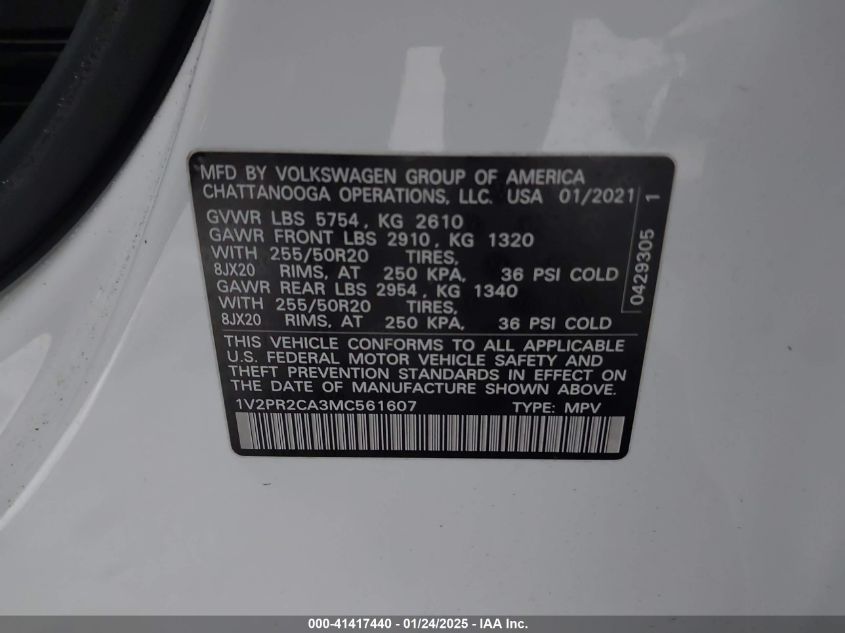 MFD BY VOLKSWAGEN GROUP OF AMERICA
CHATTANOOGA OPERATIONS, LLC. USA 01/2021
GVWR LBS 5754, KG 2610
GAWR FRONT LBS 2910, KG 1320
WITH 255/50R20 TIRES,
8JX20 RIMS, AT 250 KPA, 36 PSI COLD
GAWR REAR LBS 2954, KG 1340
WITH 255/50R20 TIRES,
8JX20 RIMS, AT 250 KPA, 36 PSI COLD
0429305 1
THIS VEHICLE CONFORMS TO ALL APPLICABLE
U.S. FEDERAL MOTOR VEHICLE SAFETY AND
THEFT PREVENTION STANDARDS IN EFFECT ON
THE DATE OF MANUFACTURE SHOWN ABOVE.
1V2PR2CA3MC561607 TYPE: MPV
000-41417440 - 01/24/2025 - IAA, Inc.